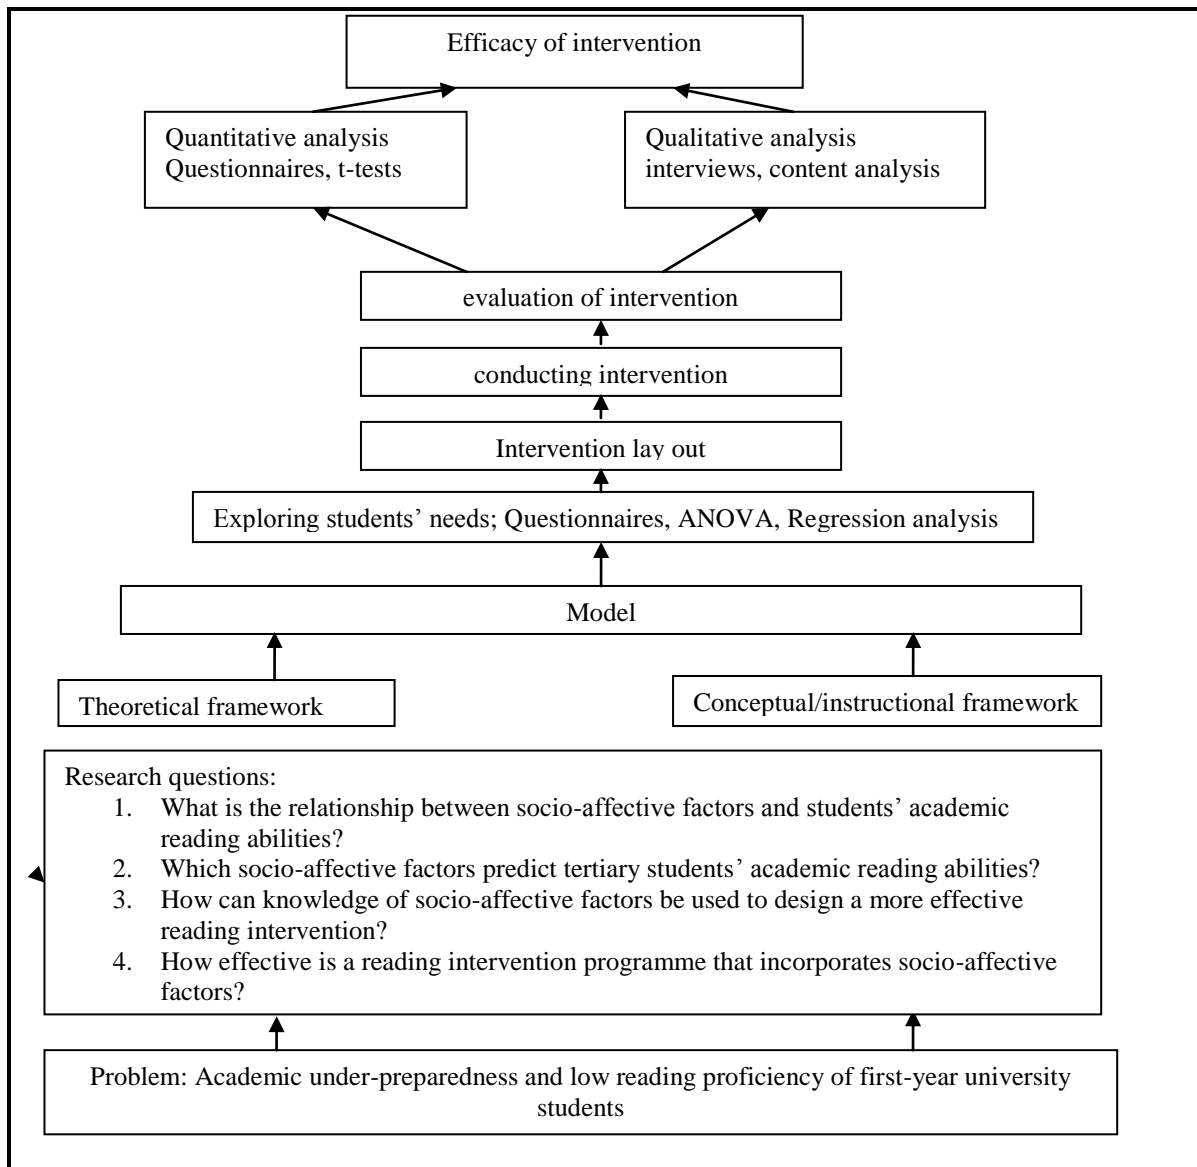 Efficacy of intervention
Quantitative analysis
Questionnaires, t-tests
Qualitative analysis
interviews, content analysis
evaluation of intervention
conducting intervention
Intervention lay out
Exploring students’ needs; Questionnaires, ANOVA, Regression analysis
Model
Theoretical framework
Conceptual/instructional framework
Research questions:
1. What is the relationship between socio-affective factors and students’ academic
reading abilities?
2. Which socio-affective factors predict tertiary students’ academic reading abilities?
3. How can knowledge of socio-affective factors be used to design a more effective
reading intervention?
4. How effective is a reading intervention programme that incorporates socio-affective
factors?
Problem: Academic under-preparedness and low reading proficiency of first-year university
students